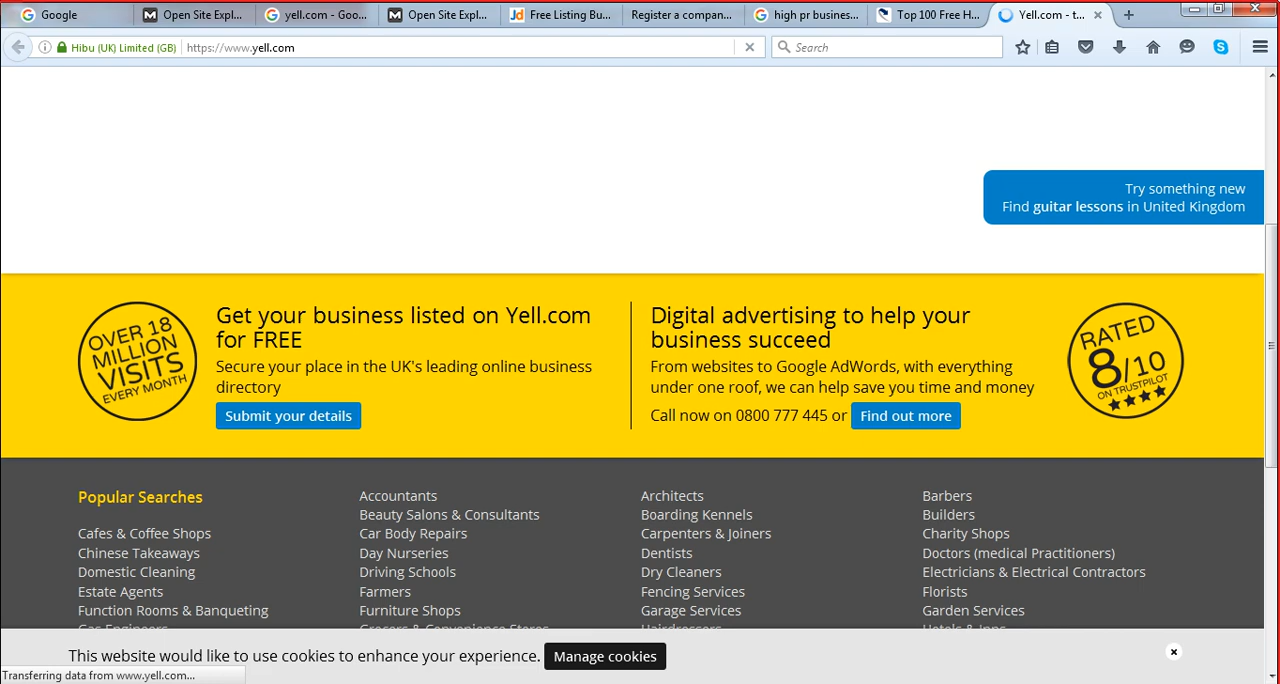 Google
Open Site Expl...
yell.com - Goo...
Open Site Expl...
Free Listing Bu...
Register a compan...
high pr busines...
Top 100 Free H...
Yell.com - t...
Hibu (UK) Limited (GB)
https://www.yell.com
Search
Try something new
Find guitar lessons in United Kingdom
OVER 18
MILLION
VISITS
EVERY MONTH
Get your business listed on Yell.com
for FREE
Secure your place in the UK's leading online business
directory
Submit your details
Digital advertising to help your
business succeed
From websites to Google AdWords, with everything
under one roof, we can help save you time and money
Call now on 0800 777 445 or Find out more
RATED
8/10
ON TRUSTPILOT
Popular Searches
Cafes & Coffee Shops
Chinese Takeaways
Domestic Cleaning
Estate Agents
Function Rooms & Banqueting
Gas Engineers
Accountants
Beauty Salons & Consultants
Car Body Repairs
Day Nurseries
Driving Schools
Farmers
Furniture Shops
Grocers & Convenience Stores
Architects
Boarding Kennels
Carpenters & Joiners
Dentists
Dry Cleaners
Fencing Services
Garage Services
Hairdressers
Barbers
Builders
Charity Shops
Doctors (medical Practitioners)
Electricians & Electrical Contractors
Florists
Garden Services
Hotels & Inns
This website would like to use cookies to enhance your experience. Manage cookies
Transferring data from www.yell.com...